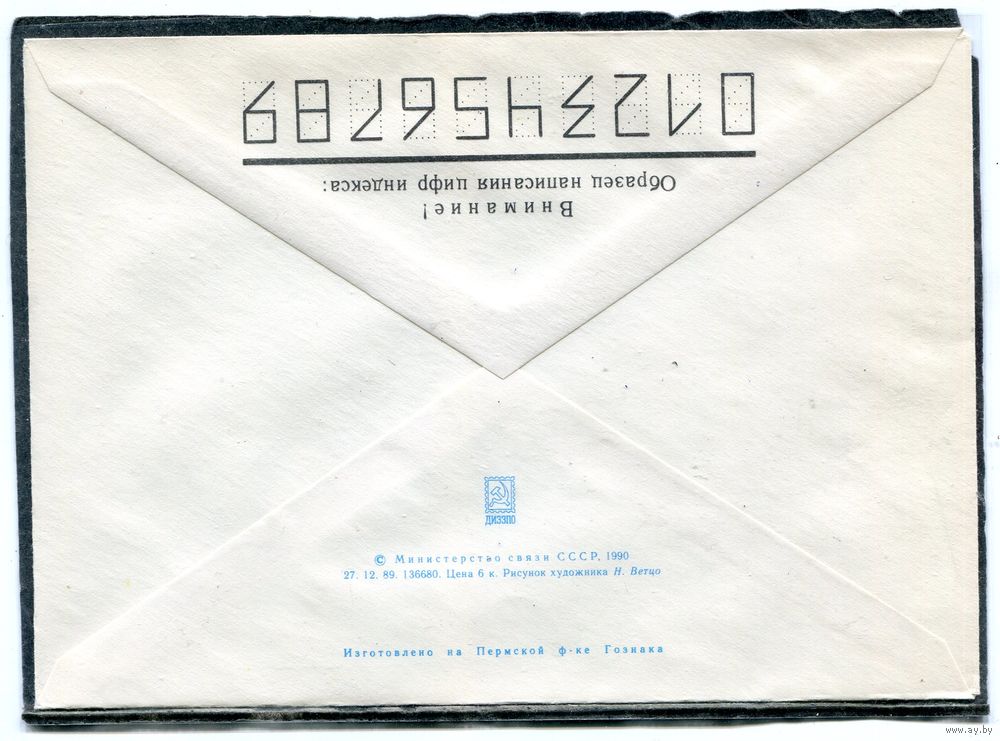 Внимание!
Образец написания цифр индекса:
0123456789
ДИЭЗПО
© Министерство связи СССР, 1990
27. 12. 89. 136680. Цена 6 к. Рисунок художника Н. Ветцо
Изготовлено на Пермской ф-ке Гознака
www.ay.by